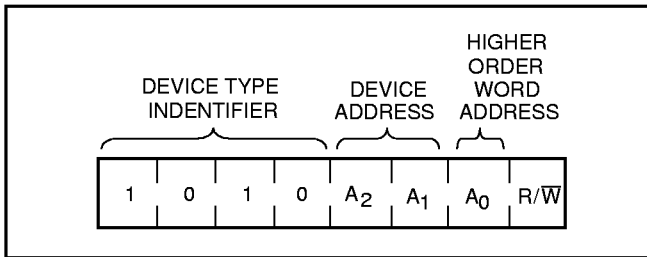 HIGHER
ORDER
WORD
ADDRESS
DEVICE TYPE
INDENTIFIER
DEVICE
ADDRESS
1 0 1 0 A2 A1 A0 R/W̅